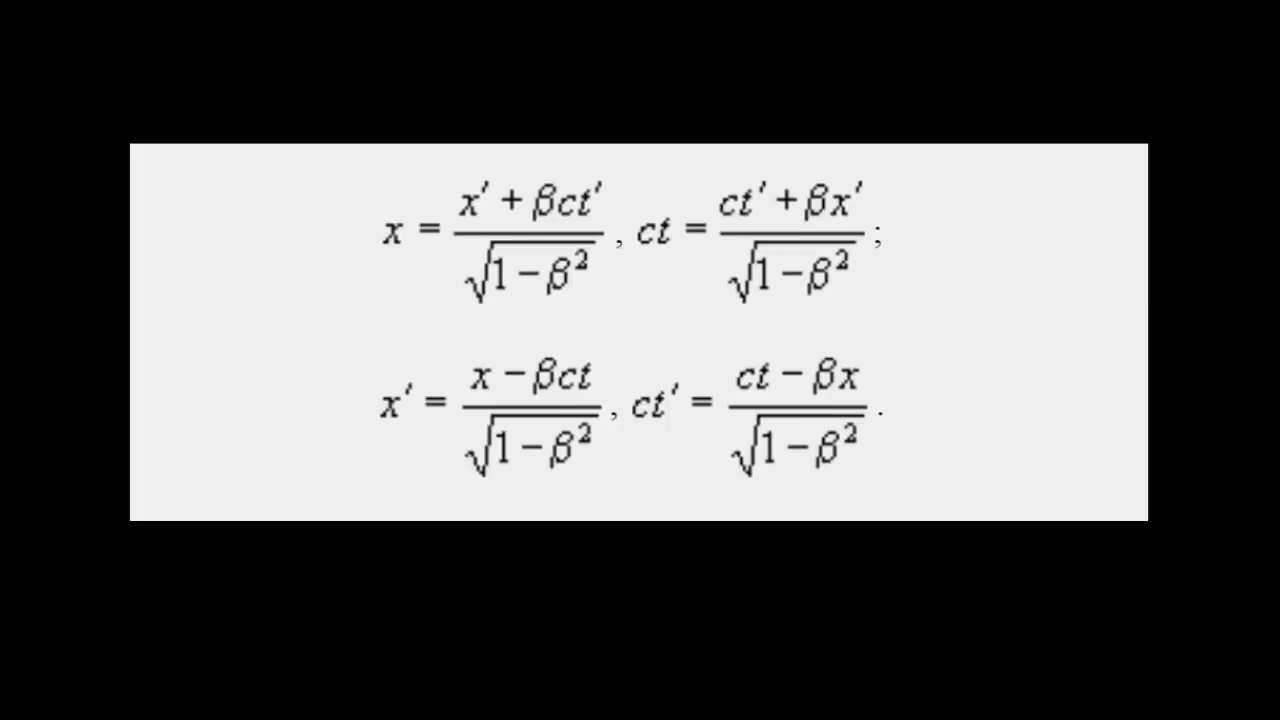 x = (x′ + βct′)/√(1 − β²) , ct = (ct′ + βx′)/√(1 − β²) ;
x′ = (x − βct)/√(1 − β²) , ct′ = (ct − βx)/√(1 − β²) .